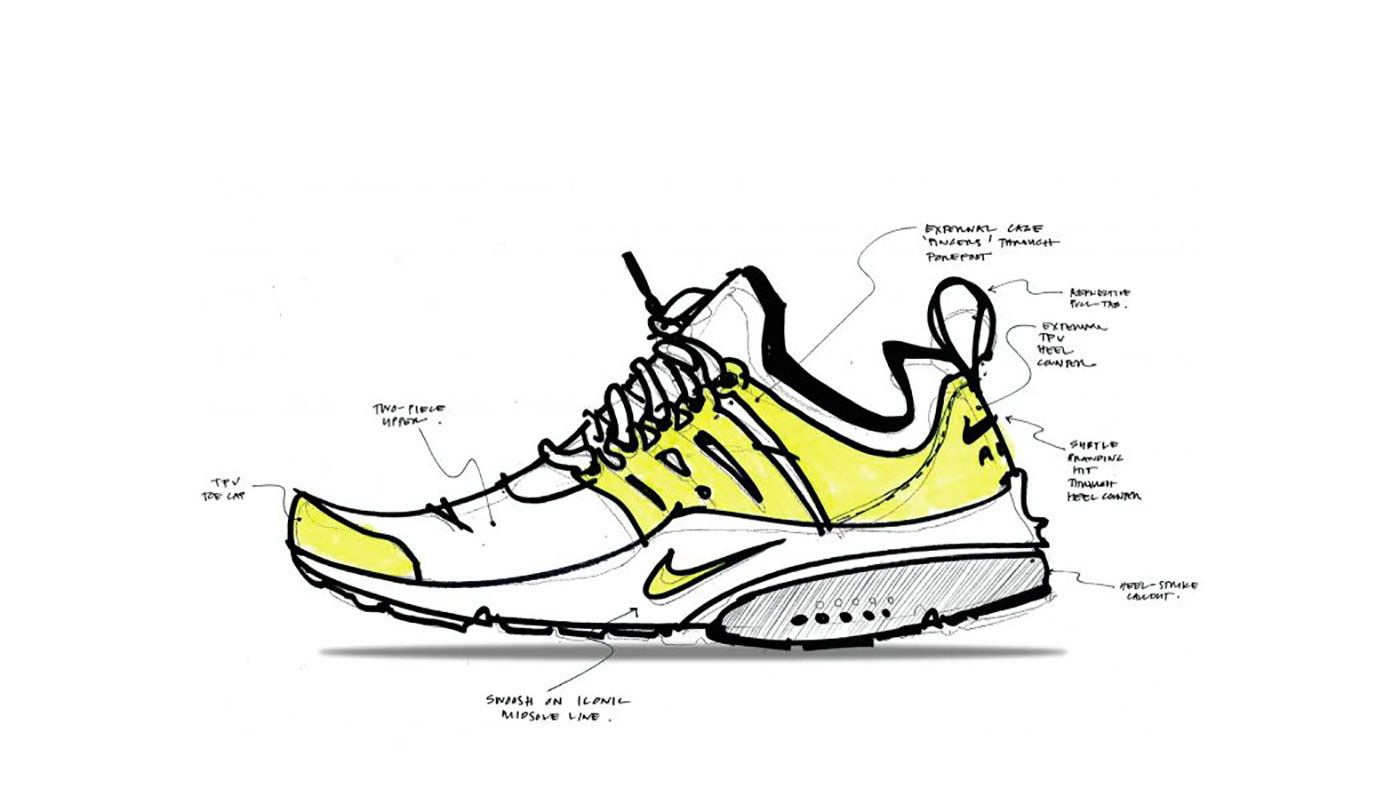 EXTERNAL CAGE
'FINGERS' THROUGH
FOREFOOT
REFLECTIVE
PULL-TAB.
EXTERNAL
TPU
HEEL
COUNTER
TWO-PIECE
UPPER.
SUBTLE
BRANDING
HIT
THROUGH
HEEL COUNTER
TPU
TOE CAP
HEEL-STRIKE
CALLOUT.
SWOOSH ON ICONIC
MIDSOLE LINE.